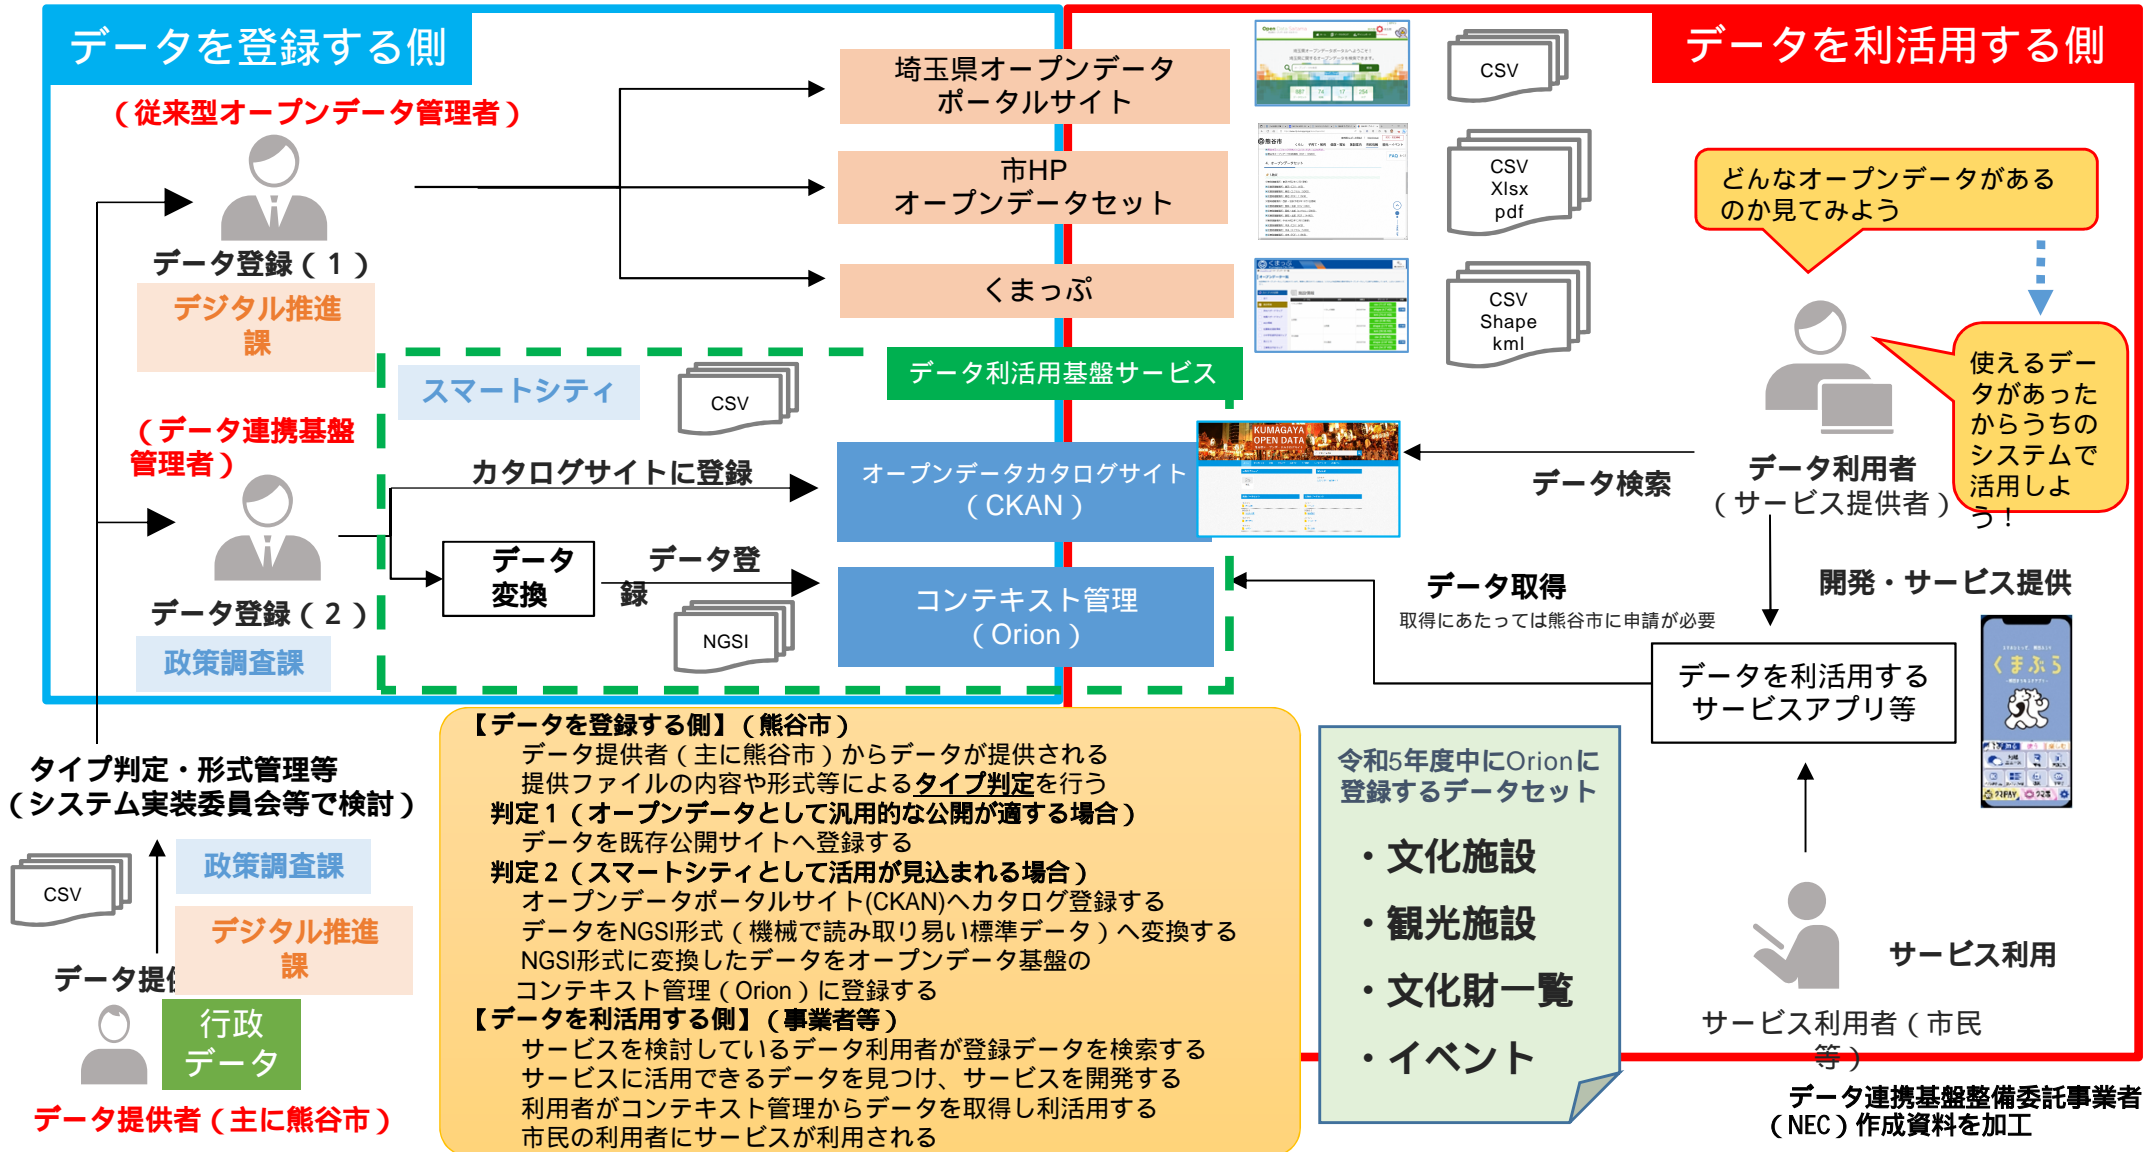 データを登録する側
データを利活用する側
(従来型オープンデータ管理者)
データ登録(1)
デジタル推進
課
埼玉県オープンデータ
ポータルサイト
市HP
オープンデータセット
くまっぷ
CSV
CSV
Xlsx
pdf
CSV
Shape
kml
どんなオープンデータがある
のか見てみよう
使えるデー
タがあった
からうちの
システムで
活用しよ
う!
スマートシティ
CSV
データ利活用基盤サービス
(データ連携基盤
管理者)
データ登録(2)
政策調査課
カタログサイトに登録
オープンデータカタログサイト
(CKAN)
KUMAGAYA
OPEN DATA
データ検索
データ利用者
(サービス提供者)
データ
変換
データ登
録
NGSI
コンテキスト管理
(Orion)
データ取得
取得にあたっては熊谷市に申請が必要
開発・サービス提供
くまぶら
データを利活用する
サービスアプリ等
タイプ判定・形式管理等
(システム実装委員会等で検討)
CSV
政策調査課
デジタル推進
課
データ提
行政
データ
データ提供者(主に熊谷市)
【データを登録する側】(熊谷市)
データ提供者(主に熊谷市)からデータが提供される
提供ファイルの内容や形式等によるタイプ判定を行う
判定1(オープンデータとして汎用的な公開が適する場合)
データを既存公開サイトへ登録する
判定2(スマートシティとして活用が見込まれる場合)
オープンデータポータルサイト(CKAN)へカタログ登録する
データをNGSI形式(機械で読み取り易い標準データ)へ変換する
NGSI形式に変換したデータをオープンデータ基盤の
コンテキスト管理(Orion)に登録する
【データを利活用する側】(事業者等)
サービスを検討しているデータ利用者が登録データを検索する
サービスに活用できるデータを見つけ、サービスを開発する
利用者がコンテキスト管理からデータを取得し利活用する
市民の利用者にサービスが利用される
令和5年度中にOrionに
登録するデータセット
・文化施設
・観光施設
・文化財一覧
・イベント
サービス利用
サービス利用者(市民
等)
データ連携基盤整備委託事業者
(NEC)作成資料を加工